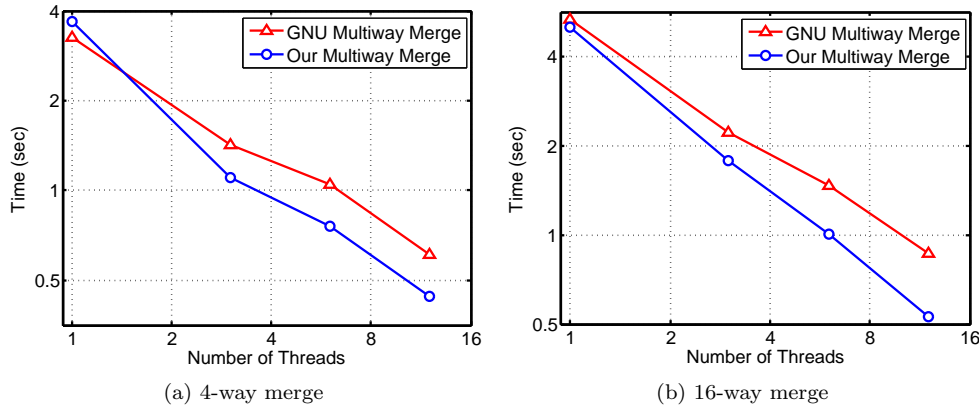 4
2
1
0.5
Time (sec)
GNU Multiway Merge
Our Multiway Merge
1 2 4 8 16
Number of Threads
(a) 4-way merge
4
2
1
0.5
Time (sec)
GNU Multiway Merge
Our Multiway Merge
1 2 4 8 16
Number of Threads
(b) 16-way merge